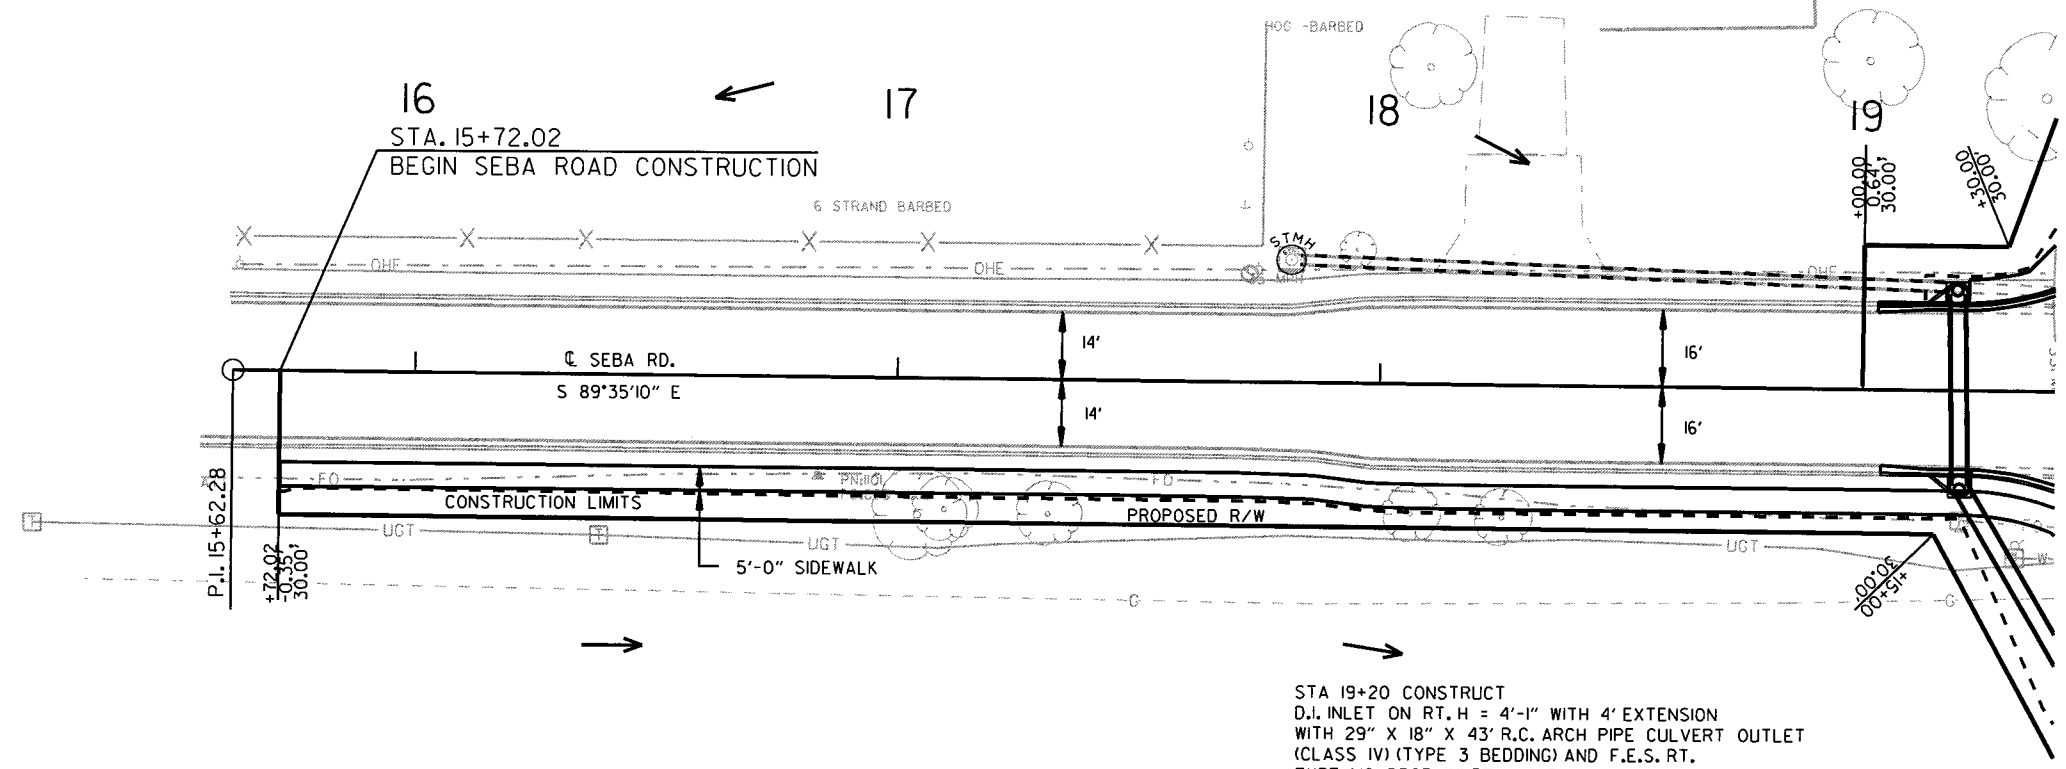 HOG -BARBED
16
17
18
19
STA. 15+72.02
BEGIN SEBA ROAD CONSTRUCTION
+00.00
0.64'
30.00'
+30.00
30.00'
6 STRAND BARBED
STMH
OHE
OHE
OHE
14'
16'
℄ SEBA RD.
S 89°35'10" E
14'
16'
P.I. 15+62.28
FO
FO
CONSTRUCTION LIMITS
PROPOSED R/W
T
UGT
T
UGT
UGT
W
5'-0" SIDEWALK
+72.02
-0.35'
30.00'
+15+00
30.00'
G
G
STA 19+20 CONSTRUCT
D.I. INLET ON RT. H = 4'-1" WITH 4' EXTENSION
WITH 29" X 18" X 43' R.C. ARCH PIPE CULVERT OUTLET
(CLASS IV) (TYPE 3 BEDDING) AND F.E.S. RT.